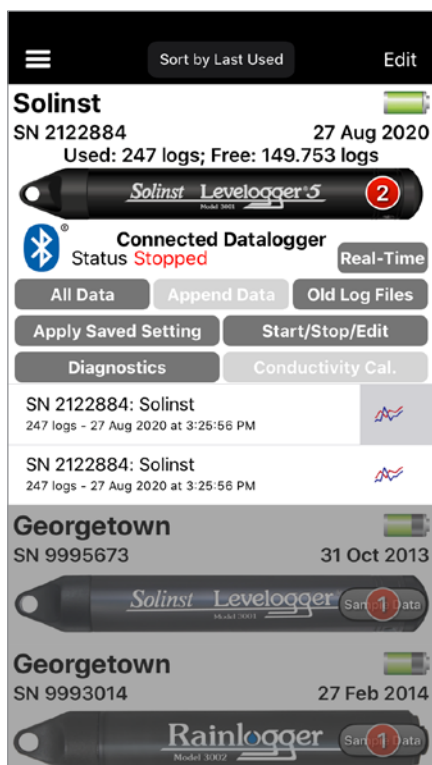 Sort by Last Used Edit
Solinst
SN 2122884 27 Aug 2020
Used: 247 logs; Free: 149.753 logs
Solinst Levelogger®5 2
Model 3001
® Connected Datalogger
Status Stopped Real-Time
All Data Append Data Old Log Files
Apply Saved Setting Start/Stop/Edit
Diagnostics Conductivity Cal.
SN 2122884: Solinst
247 logs - 27 Aug 2020 at 3:25:56 PM
SN 2122884: Solinst
247 logs - 27 Aug 2020 at 3:25:56 PM
Georgetown
SN 9995673 31 Oct 2013
Solinst Levelogger Sample Data 1
Model 3001
Georgetown
SN 9993014 27 Feb 2014
Rainlogger Sample Data 1
Model 3002